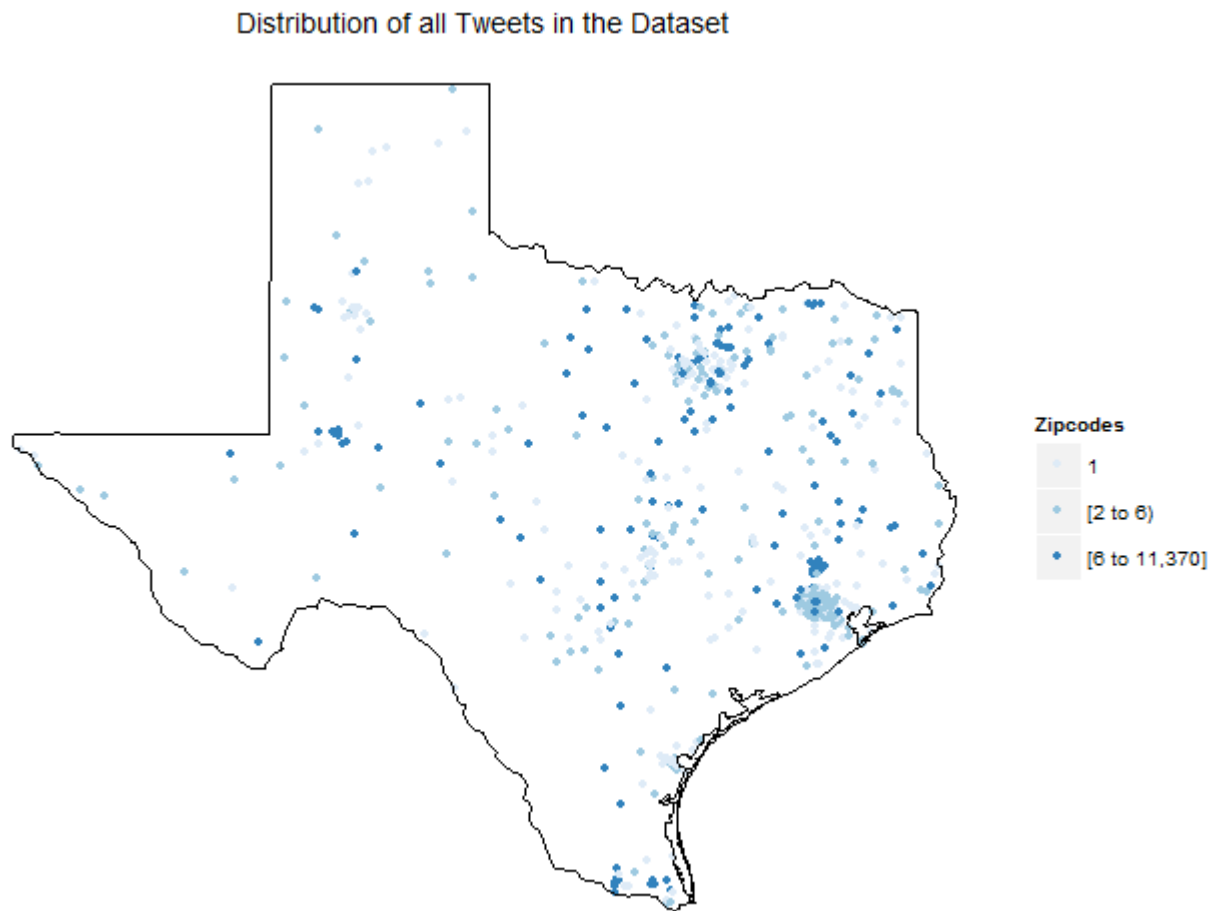 Distribution of all Tweets in the Dataset
Zipcodes
1
[2 to 6)
[6 to 11,370]